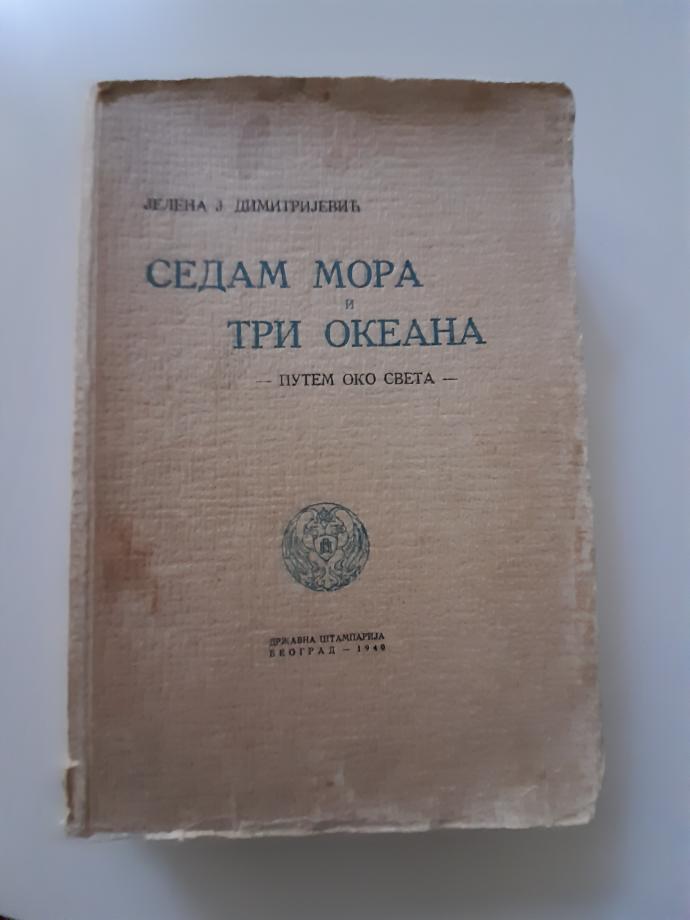 ЈЕЛЕНА Ј. ДИМИТРИЈЕВИЋ
СЕДАМ МОРА
И
ТРИ ОКЕАНА
— ПУТЕМ ОКО СВЕТА —
ДРЖАВНА ШТАМПАРИЈА
БЕОГРАД — 1940